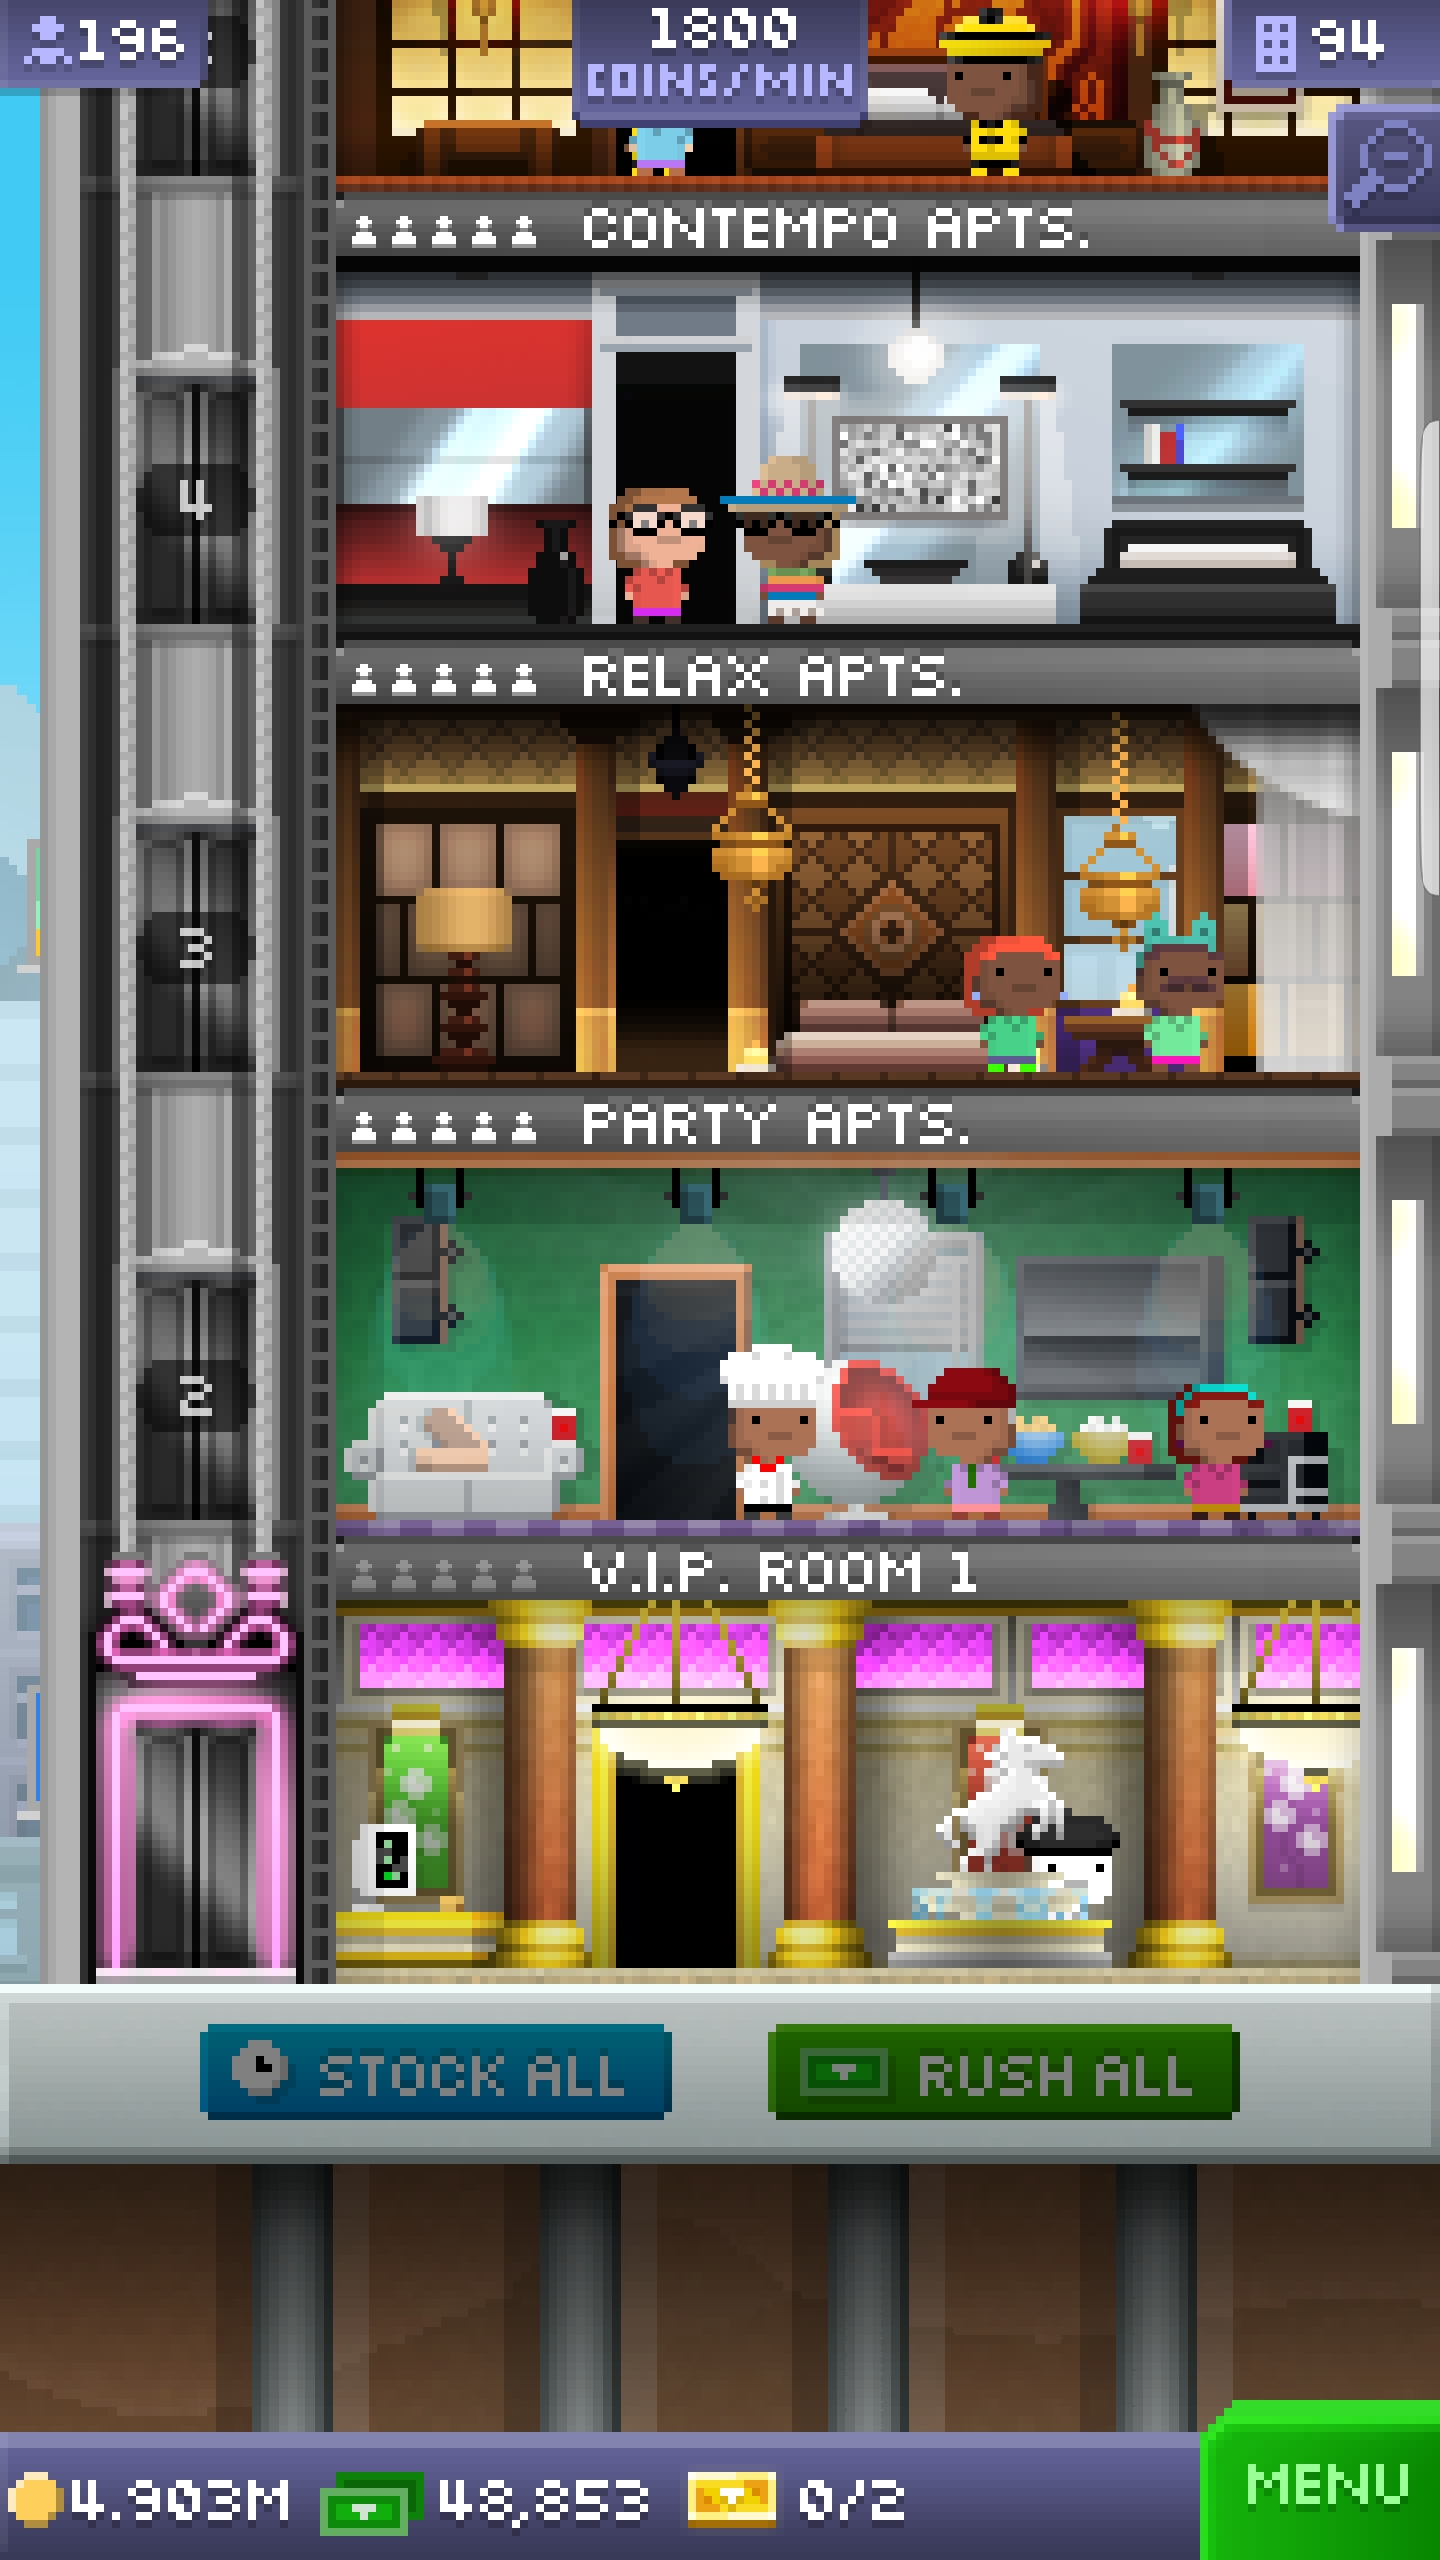 196
1800
COINS/MIN
94
CONTEMPO APTS.
4
RELAX APTS.
3
PARTY APTS.
2
V.I.P. ROOM 1
STOCK ALL
RUSH ALL
4.903M
48,853
0/2
MENU